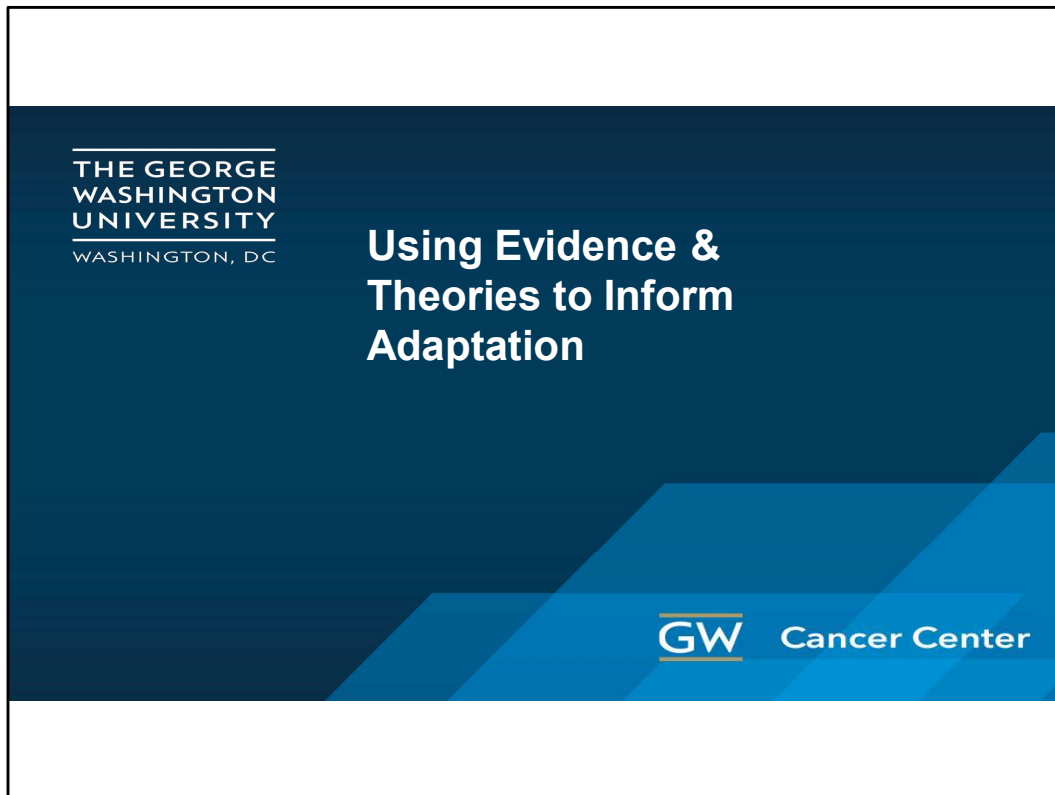 THE GEORGE
WASHINGTON
UNIVERSITY
WASHINGTON, DC
Using Evidence &
Theories to Inform
Adaptation
GW Cancer Center